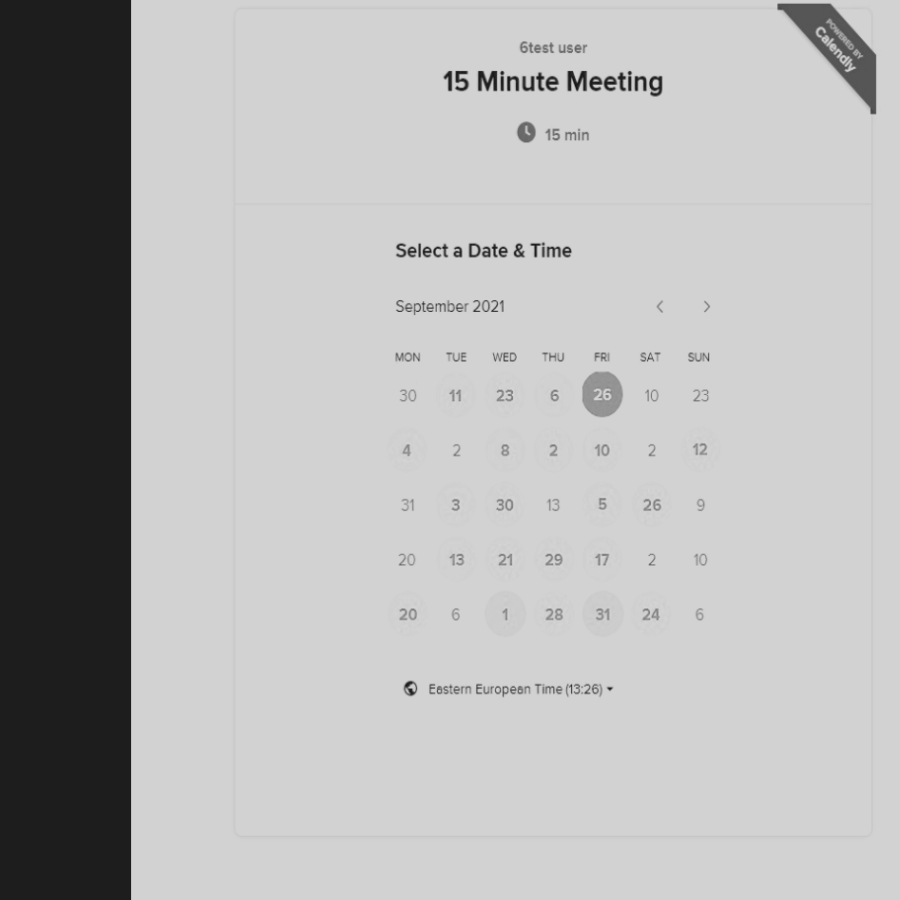 6test user
POWERED BY
Calendly
15 Minute Meeting
15 min
Select a Date & Time
September 2021
MON TUE WED THU FRI SAT SUN
30 11 23 6 26 10 23
4 2 8 2 10 2 12
31 3 30 13 5 26 9
20 13 21 29 17 2 10
20 6 1 28 31 24 6
Eastern European Time (13:26)